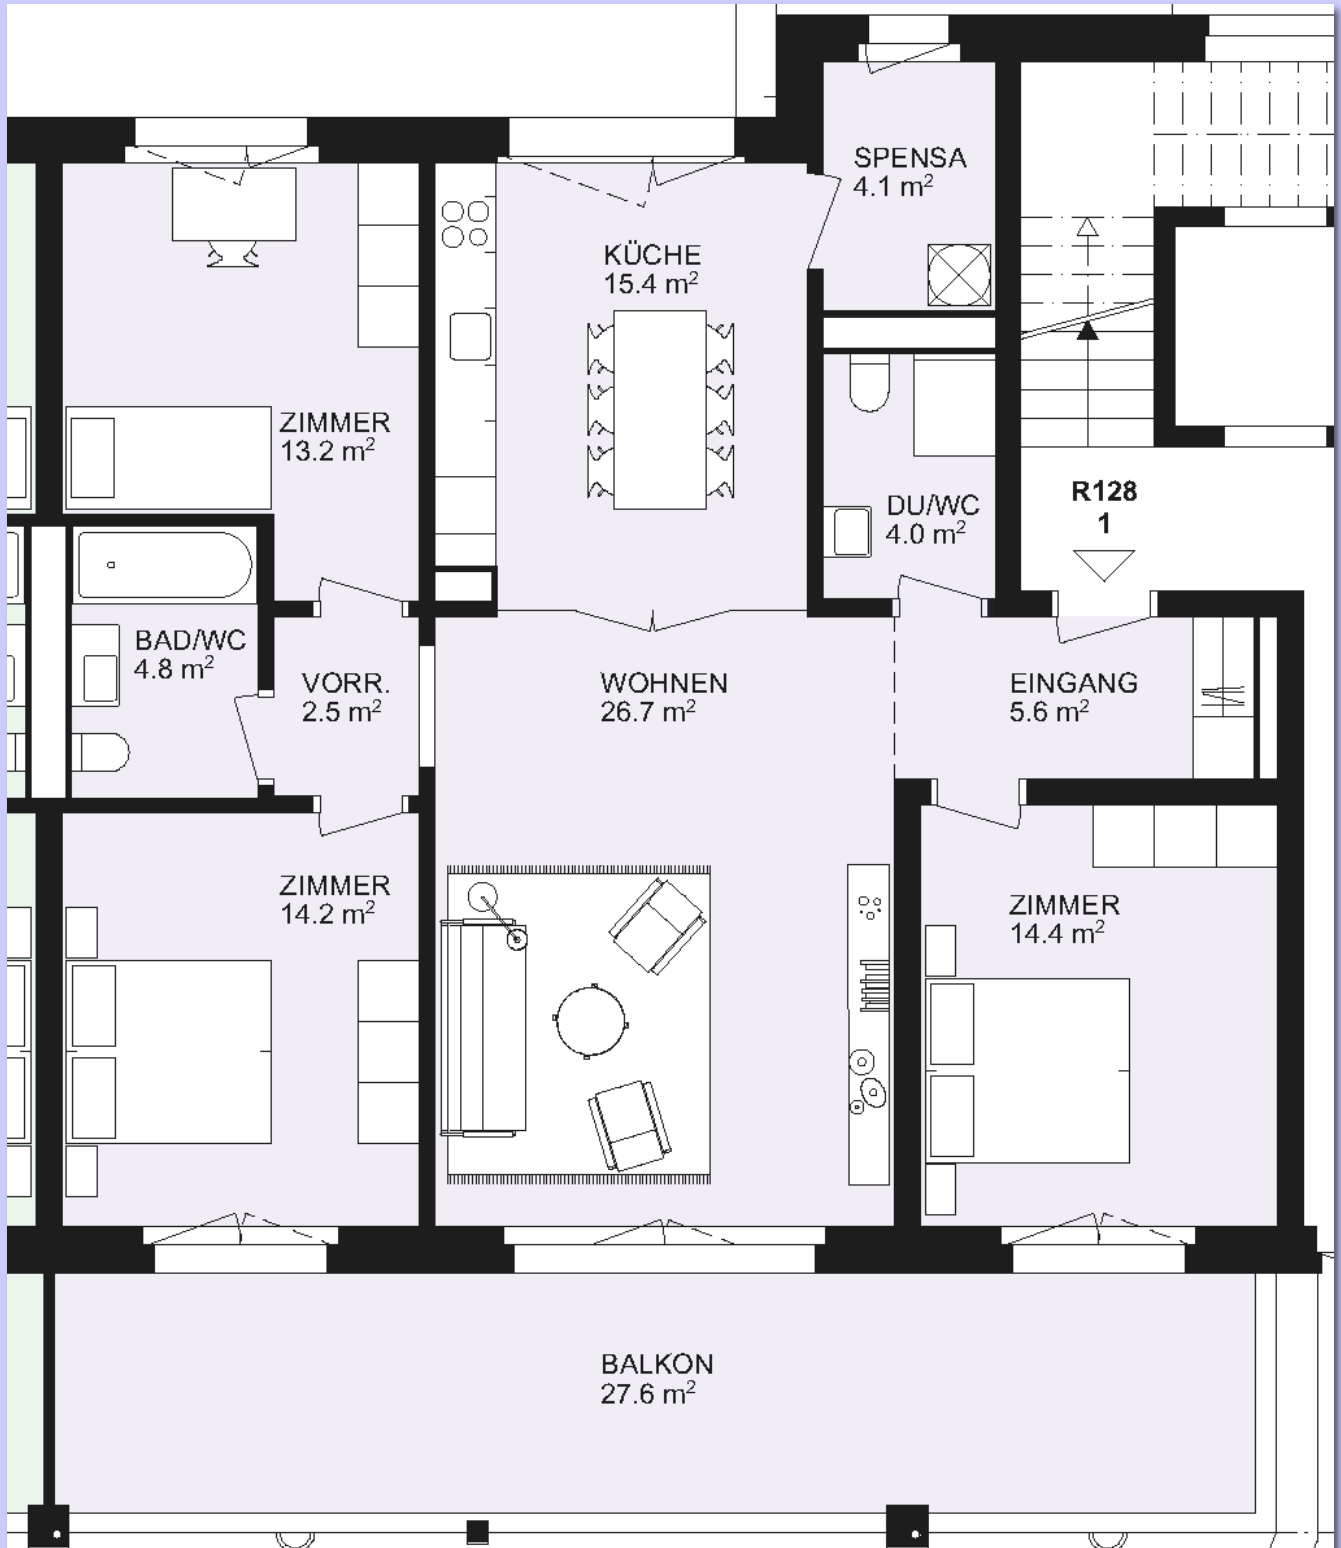 SPENSA
4.1 m²
KÜCHE
15.4 m²
ZIMMER
13.2 m²
R128
1
DU/WC
4.0 m²
BAD/WC
4.8 m²
VORR.
2.5 m²
WOHNEN
26.7 m²
EINGANG
5.6 m²
ZIMMER
14.2 m²
ZIMMER
14.4 m²
BALKON
27.6 m²